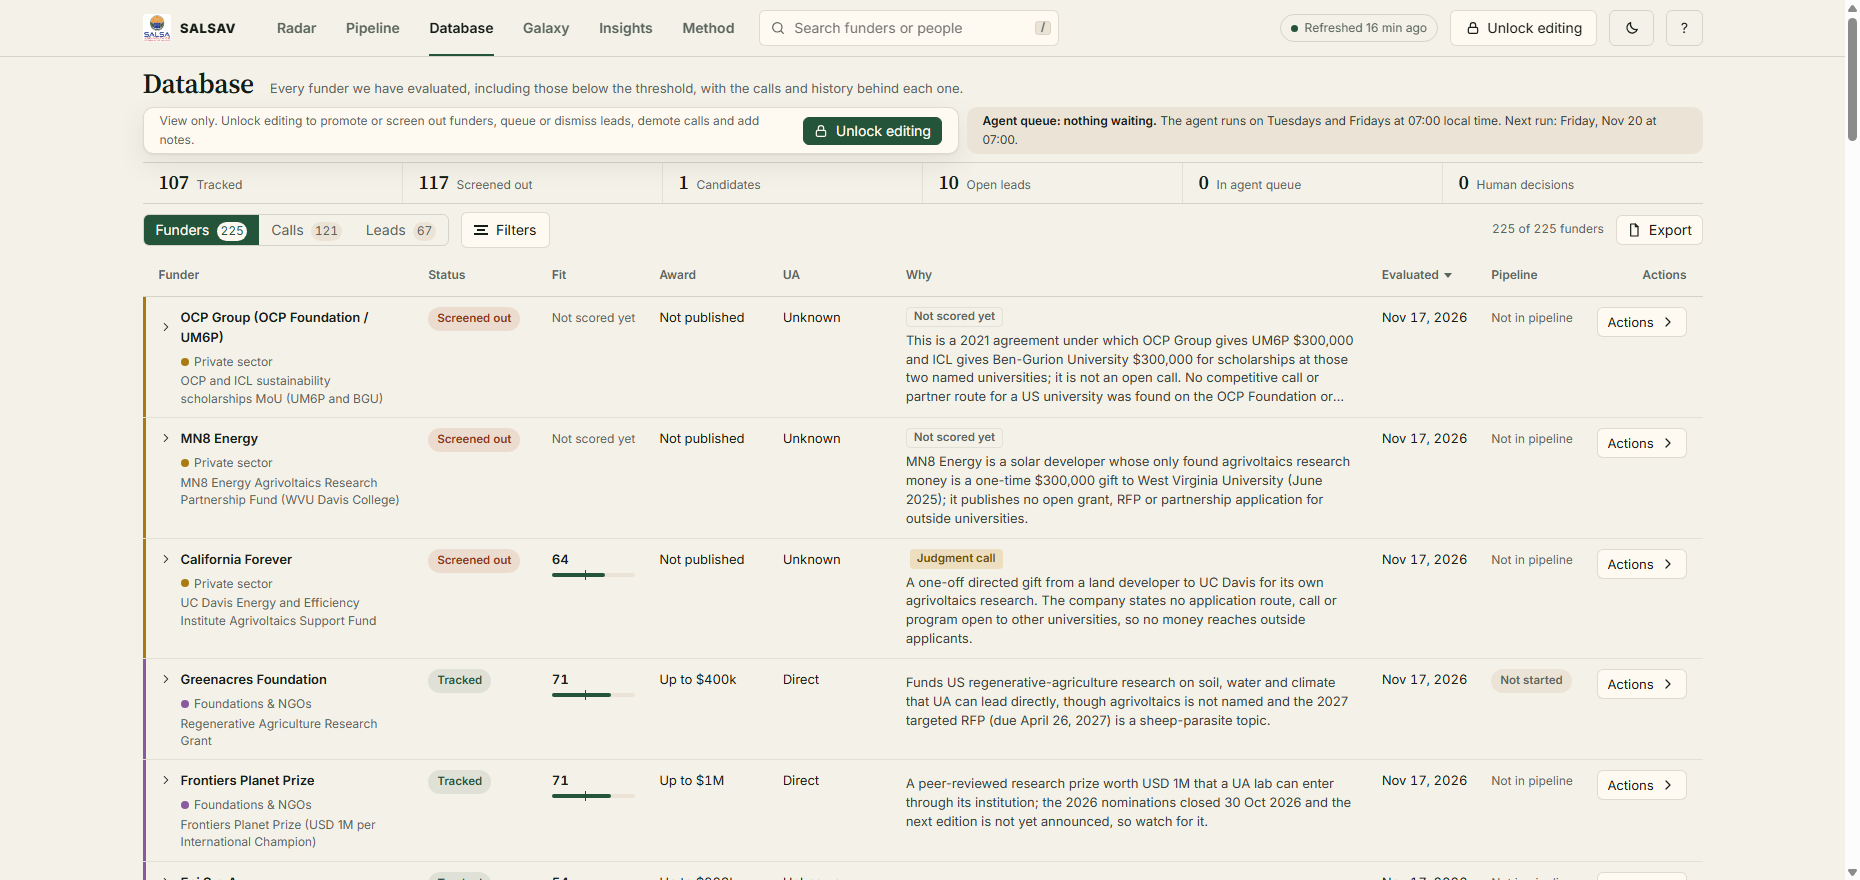 SALSA
SALSAV
Radar
Pipeline
Database
Galaxy
Insights
Method
Search funders or people
/
Refreshed 16 min ago
Unlock editing
?
Database
Every funder we have evaluated, including those below the threshold, with the calls and history behind each one.
View only. Unlock editing to promote or screen out funders, queue or dismiss leads, demote calls and add
notes.
Unlock editing
Agent queue: nothing waiting. The agent runs on Tuesdays and Fridays at 07:00 local time. Next run: Friday, Nov 20 at
07:00.
107 Tracked
117 Screened out
1 Candidates
10 Open leads
0 In agent queue
0 Human decisions
Funders 225
Calls 121
Leads 67
Filters
225 of 225 funders
Export
Funder
Status
Fit
Award
UA
Why
Evaluated
Pipeline
Actions
OCP Group (OCP Foundation /
UM6P)
Private sector
OCP and ICL sustainability
scholarships MoU (UM6P and BGU)
Screened out
Not scored yet
Not published
Unknown
Not scored yet
This is a 2021 agreement under which OCP Group gives UM6P $300,000
and ICL gives Ben-Gurion University $300,000 for scholarships at those
two named universities; it is not an open call. No competitive call or
partner route for a US university was found on the OCP Foundation or...
Nov 17, 2026
Not in pipeline
Actions
MN8 Energy
Private sector
MN8 Energy Agrivoltaics Research
Partnership Fund (WVU Davis College)
Screened out
Not scored yet
Not published
Unknown
Not scored yet
MN8 Energy is a solar developer whose only found agrivoltaics research
money is a one-time $300,000 gift to West Virginia University (June
2025); it publishes no open grant, RFP or partnership application for
outside universities.
Nov 17, 2026
Not in pipeline
Actions
California Forever
Private sector
UC Davis Energy and Efficiency
Institute Agrivoltaics Support Fund
Screened out
64
Not published
Unknown
Judgment call
A one-off directed gift from a land developer to UC Davis for its own
agrivoltaics research. The company states no application route, call or
program open to other universities, so no money reaches outside
applicants.
Nov 17, 2026
Not in pipeline
Actions
Greenacres Foundation
Foundations & NGOs
Regenerative Agriculture Research
Grant
Tracked
71
Up to $400k
Direct
Funds US regenerative-agriculture research on soil, water and climate
that UA can lead directly, though agrivoltaics is not named and the 2027
targeted RFP (due April 26, 2027) is a sheep-parasite topic.
Nov 17, 2026
Not started
Actions
Frontiers Planet Prize
Foundations & NGOs
Frontiers Planet Prize (USD 1M per
International Champion)
Tracked
71
Up to $1M
Direct
A peer-reviewed research prize worth USD 1M that a UA lab can enter
through its institution; the 2026 nominations closed 30 Oct 2026 and the
next edition is not yet announced, so watch for it.
Nov 17, 2026
Not in pipeline
Actions